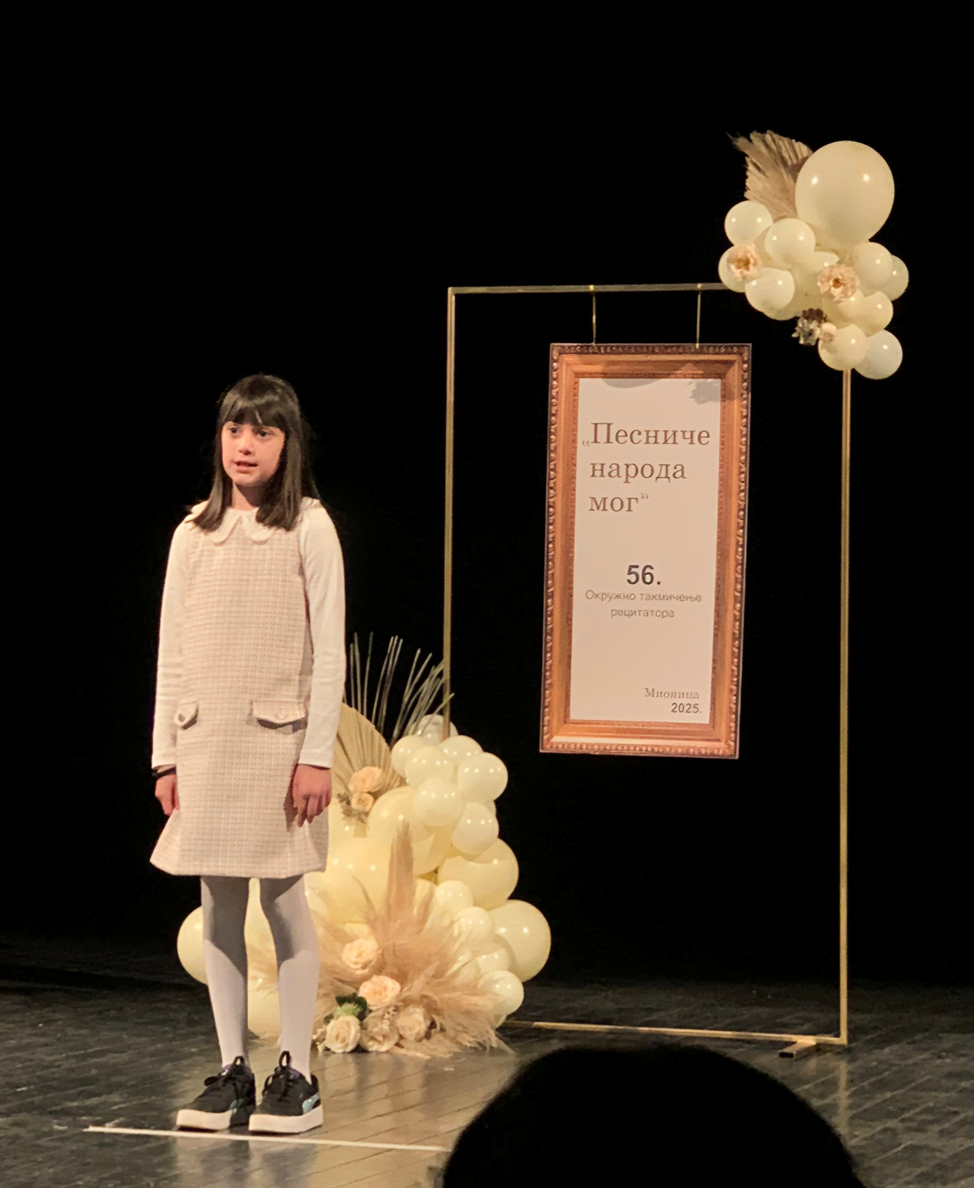 „Песниче
народа
мог”
56.
Окружно такмичење
рецитатора
Мионица
2025.